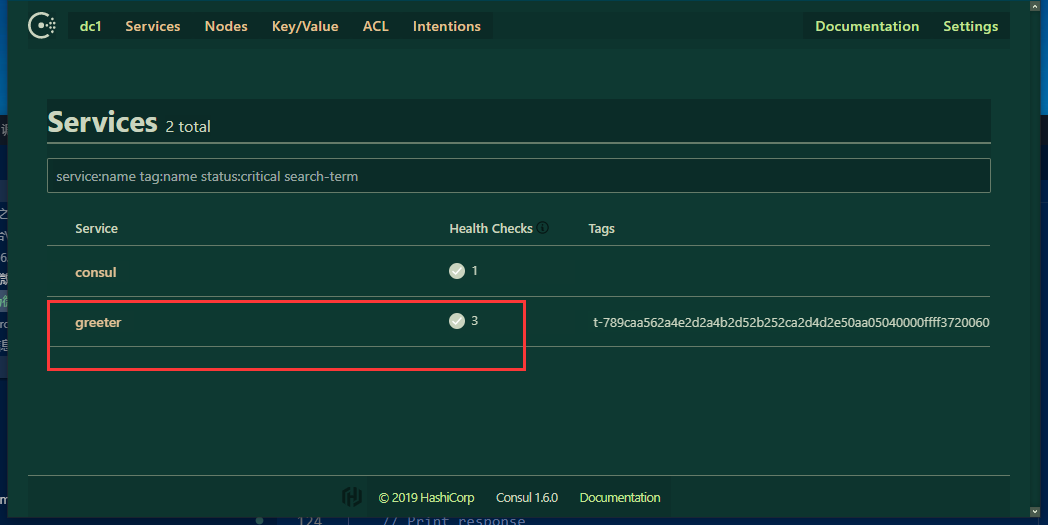 dc1 Services Nodes Key/Value ACL Intentions Documentation Settings
Services 2 total
service:name tag:name status:critical search-term
Service Health Checks Tags
consul 1
greeter 3 t-789caa562a4e2d2a4b2d52b252ca2d4d2e50aa05040000ffff3720060
© 2019 HashiCorp Consul 1.6.0 Documentation
124 // Print response